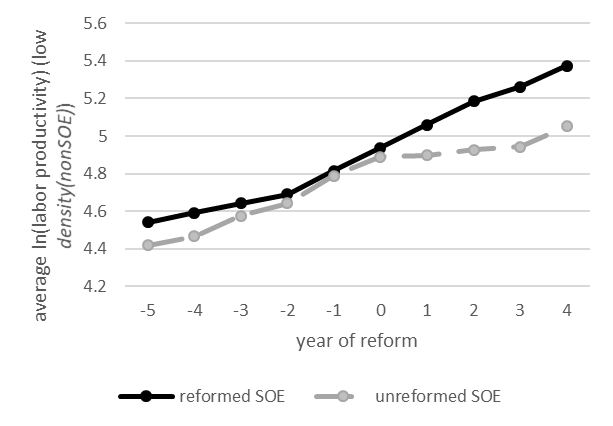 average ln(labor productivity) (low
density(nonSOE))
5.6
5.4
5.2
5
4.8
4.6
4.4
4.2
-5 -4 -3 -2 -1 0 1 2 3 4
year of reform
reformed SOE unreformed SOE